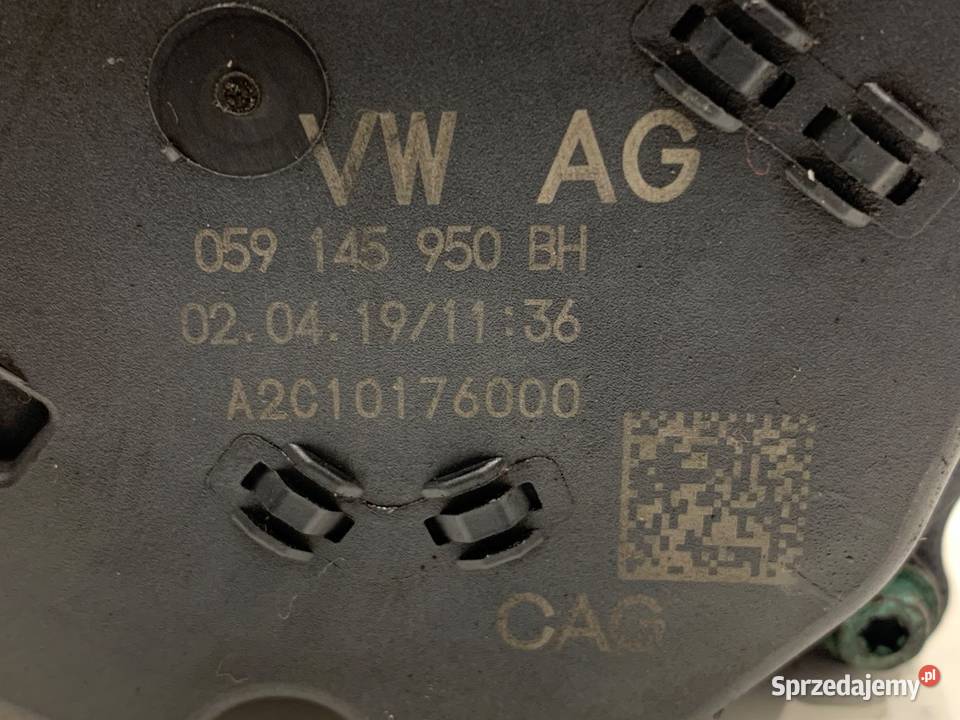 VW AG
059 145 950 BH
02.04.19/11:36
A2C10176000
CAG
Sprzedajemy.pl